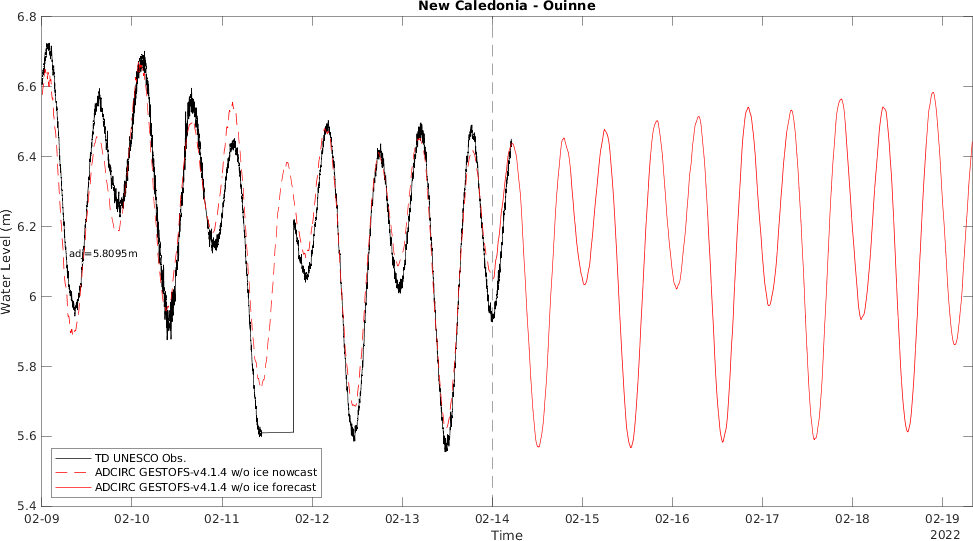 New Caledonia - Ouinne
6.8
6.6
6.4
6.2
6
5.8
5.6
5.4
Water Level (m)
adj=5.8095m
TD UNESCO Obs.
ADCIRC GESTOFS-v4.1.4 w/o ice nowcast
ADCIRC GESTOFS-v4.1.4 w/o ice forecast
02-09 02-10 02-11 02-12 02-13 02-14 02-15 02-16 02-17 02-18 02-19
Time 2022